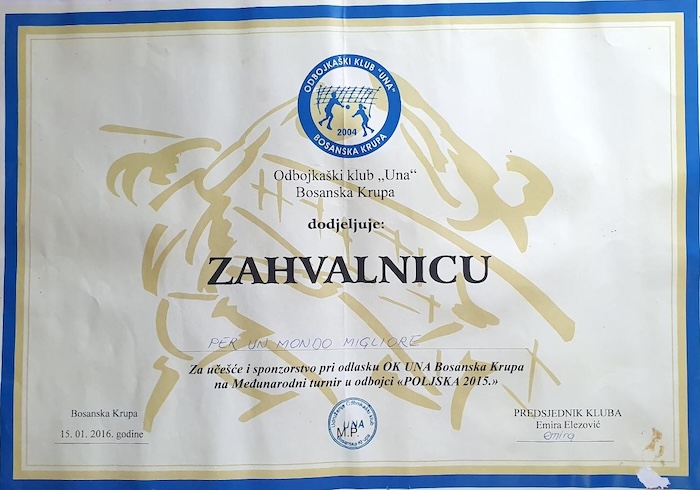 ODBOJKAŠKI KLUB "UNA"
2004
BOSANSKA KRUPA
Odbojkaški klub „Una“
Bosanska Krupa
dodjeljuje:
ZAHVALNICU
PER UN MONDO MIGLIORE
Za učešće i sponzorstvo pri odlasku OK UNA Bosanska Krupa
na Međunarodni turnir u odbojci «POLJSKA 2015.»
Bosanska Krupa
15.01. 2016. godine
UNA
M.P.
PREDSJEDNIK KLUBA
Emira Elezović
Emira